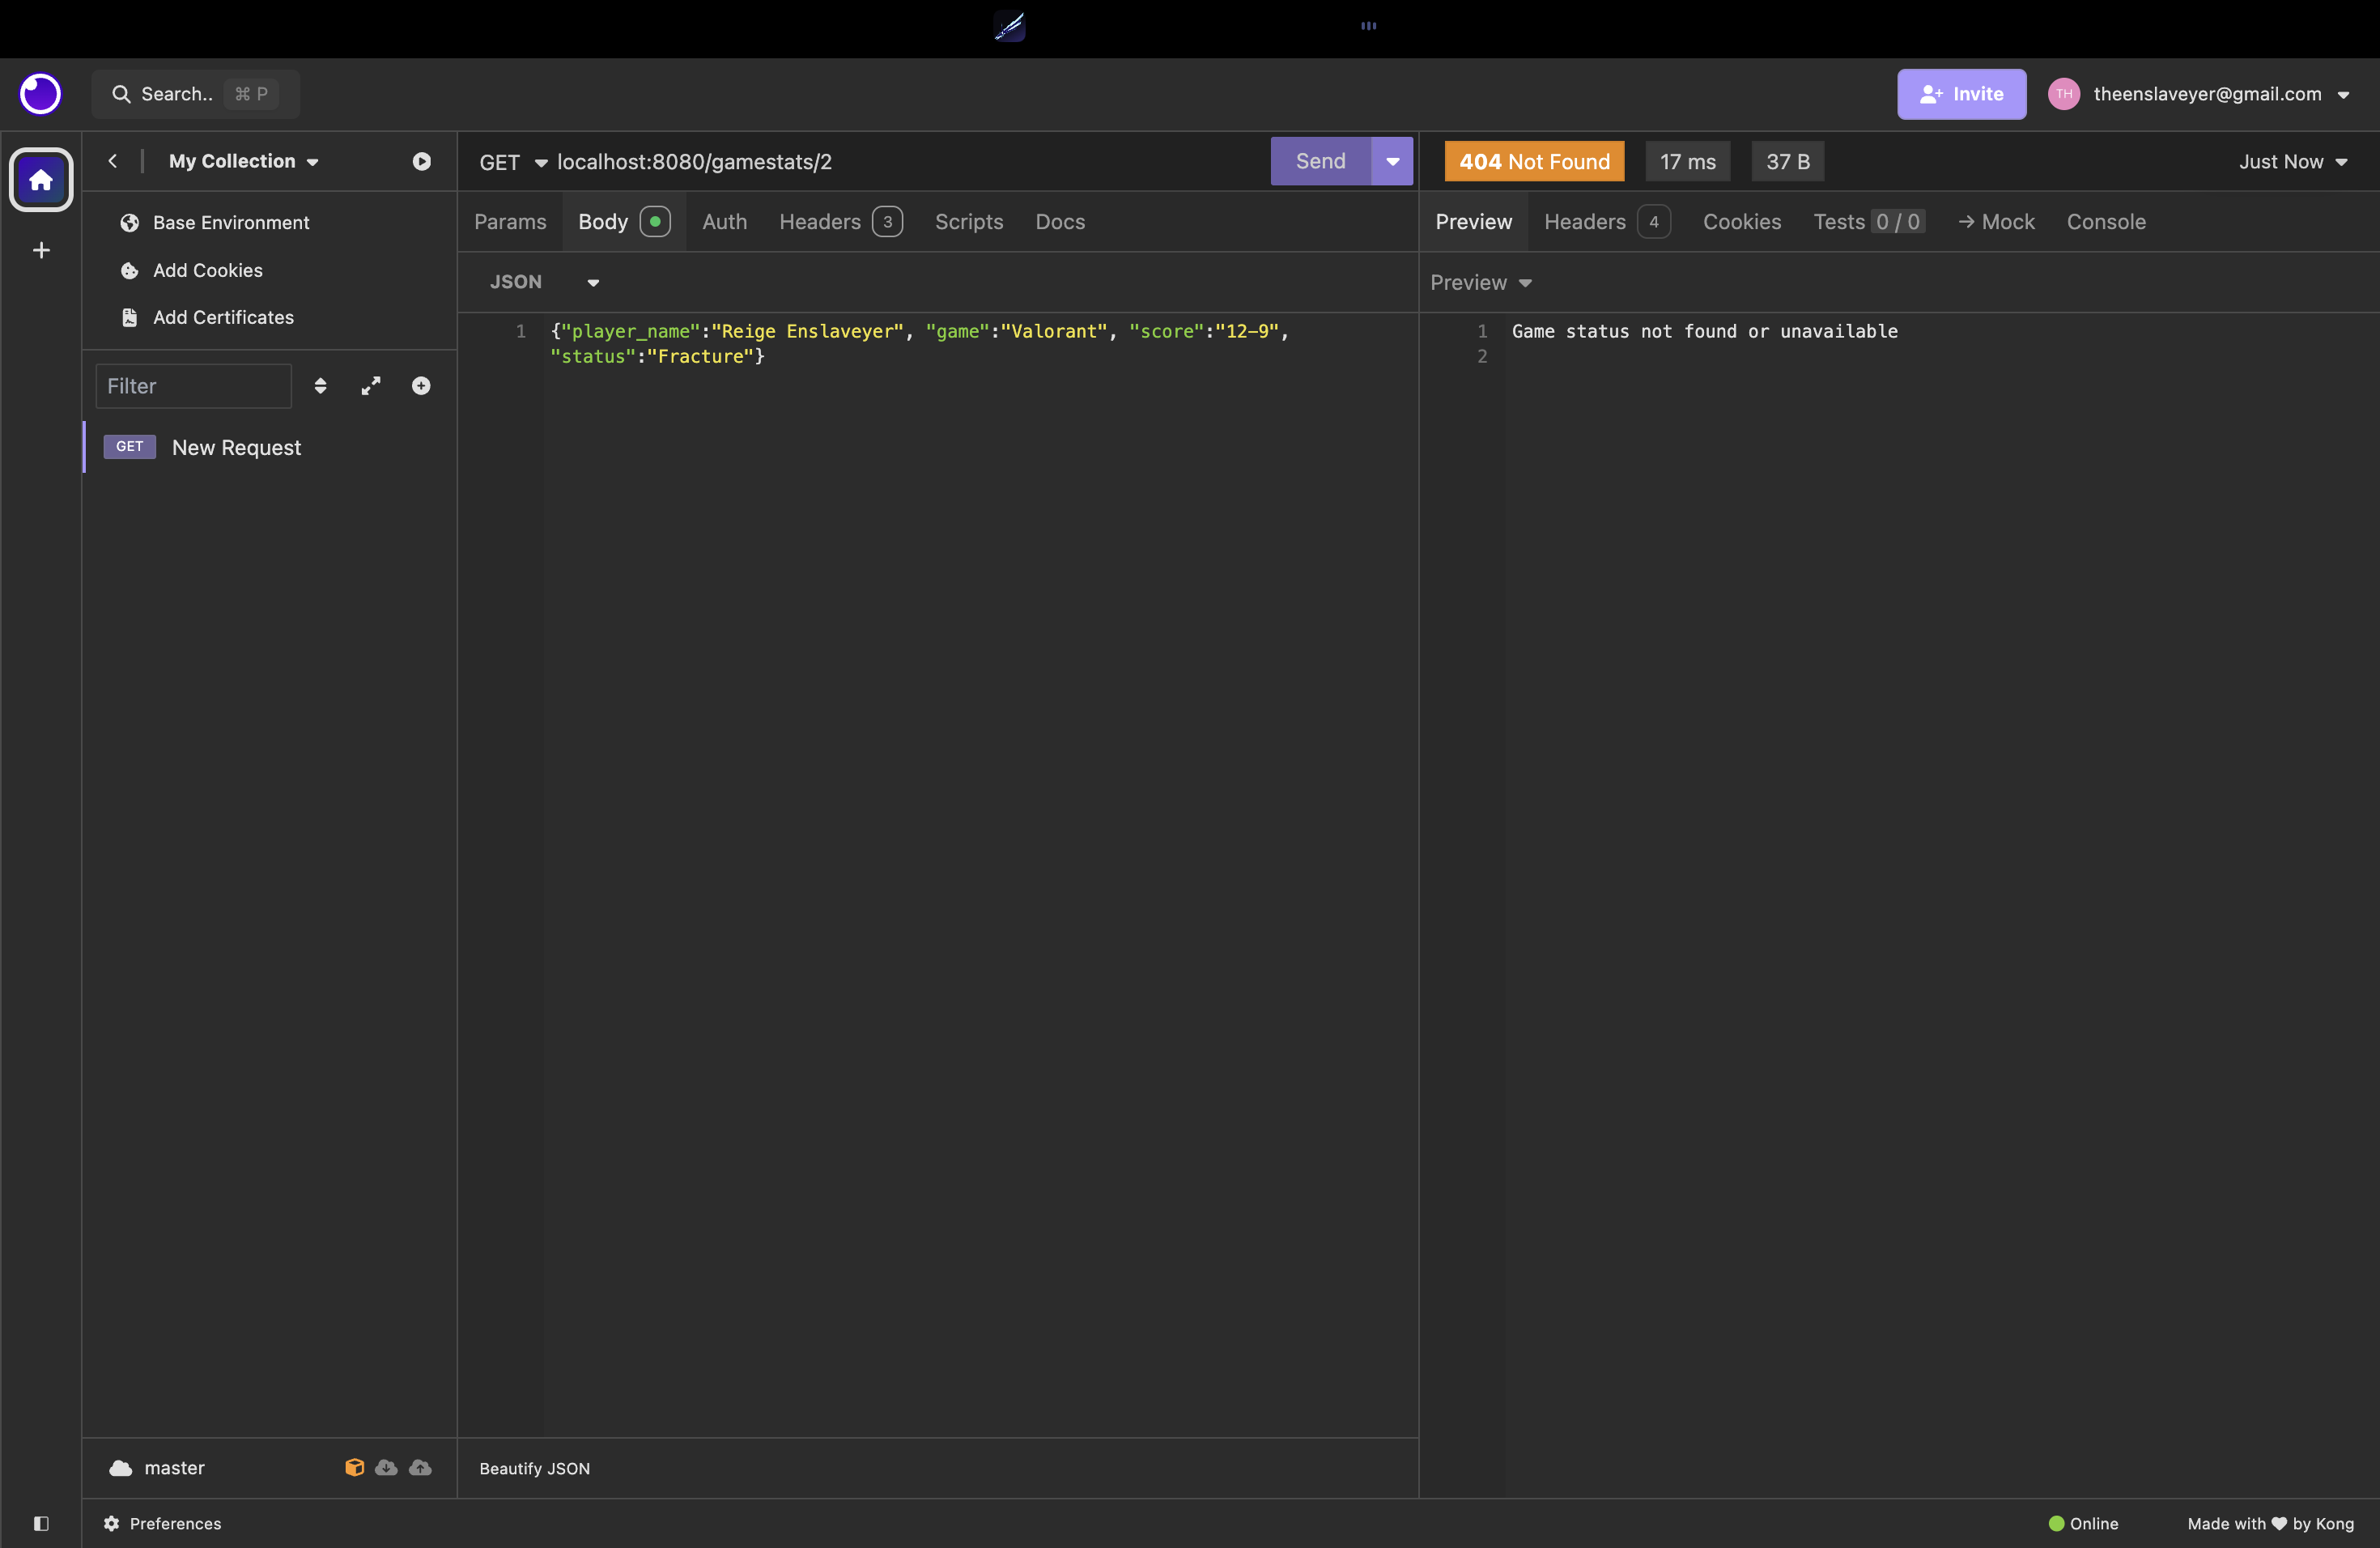 Search.. ⌘ P
Invite
TH theenslaveyer@gmail.com
My Collection
Base Environment
Add Cookies
Add Certificates
Filter
GET New Request
master
Preferences
GET localhost:8080/gamestats/2 Send
Params Body Auth Headers 3 Scripts Docs
JSON
1 {"player_name":"Reige Enslaveyer", "game":"Valorant", "score":"12-9",
"status":"Fracture"}
Beautify JSON
404 Not Found 17 ms 37 B Just Now
Preview Headers 4 Cookies Tests 0 / 0 → Mock Console
Preview
1 Game status not found or unavailable
2
Online
Made with ♥ by Kong